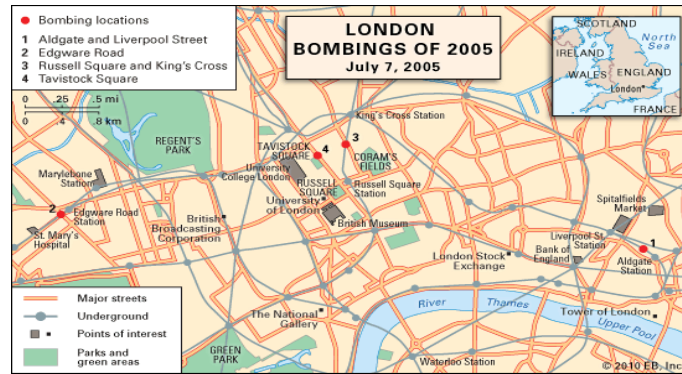 Bombing locations
1 Aldgate and Liverpool Street
2 Edgware Road
3 Russell Square and King's Cross
4 Tavistock Square
0 .25 .5 mi
0 .4 .8 km
LONDON
BOMBINGS OF 2005
July 7, 2005
SCOTLAND
North
Sea
IRELAND
WALES
ENGLAND
London
FRANCE
King's Cross Station
REGENT'S
PARK
3
TAVISTOCK
SQUARE
4
CORAM'S
FIELDS
University
College London
Marylebone
Station
RUSSELL
SQUARE
Russell Square
Station
University
of London
2
Edgware Road
Station
St. Mary's
Hospital
British
Broadcasting
Corporation
British Museum
Spitalfields
Market
Liverpool St.
Station
1
Bank of
England
Aldgate
Station
London Stock
Exchange
The National
Gallery
River Thames
Tower of London
Upper Pool
GREEN
PARK
Waterloo Station
Major streets
Underground
Points of interest
Parks and
green areas
© 2010 EB, Inc